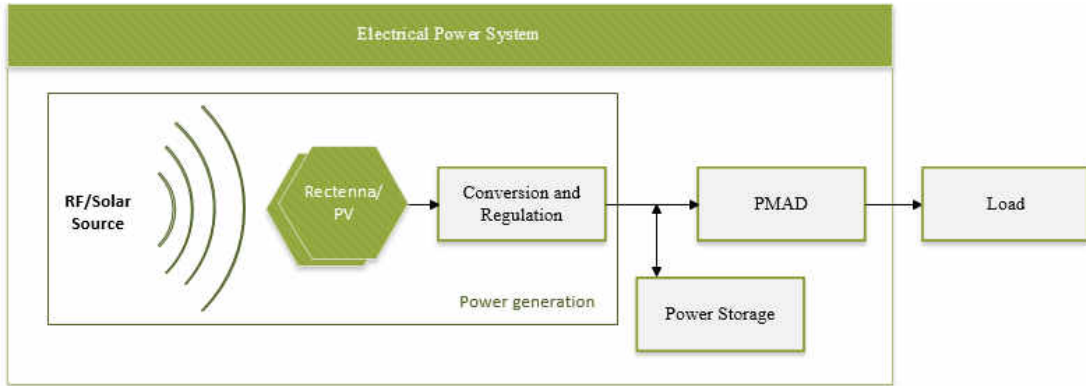 Electrical Power System
RF/Solar
Source
Rectenna/
PV
Conversion and
Regulation
PMAD
Load
Power generation
Power Storage